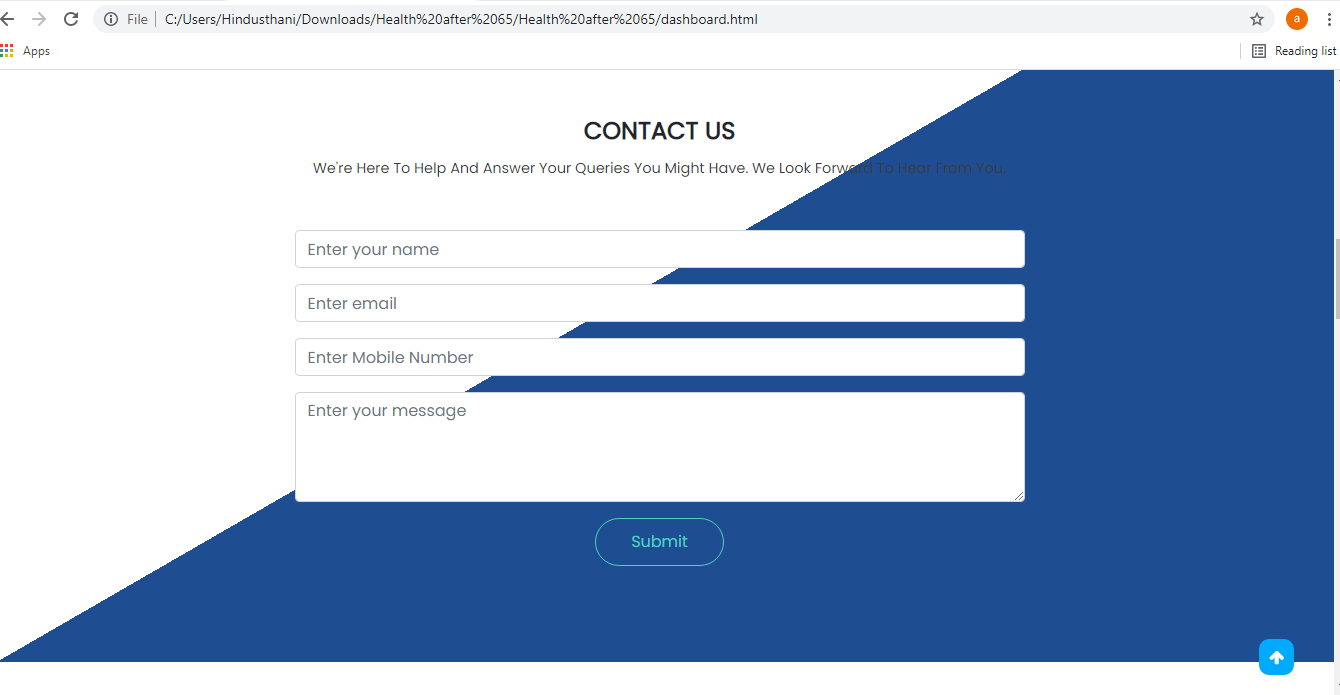 File
C:/Users/Hindusthani/Downloads/Health%20after%2065/Health%20after%2065/dashboard.html
a
Apps
Reading list
CONTACT US
We're Here To Help And Answer Your Queries You Might Have. We Look Forward To Hear From You.
Enter your name
Enter email
Enter Mobile Number
Enter your message
Submit